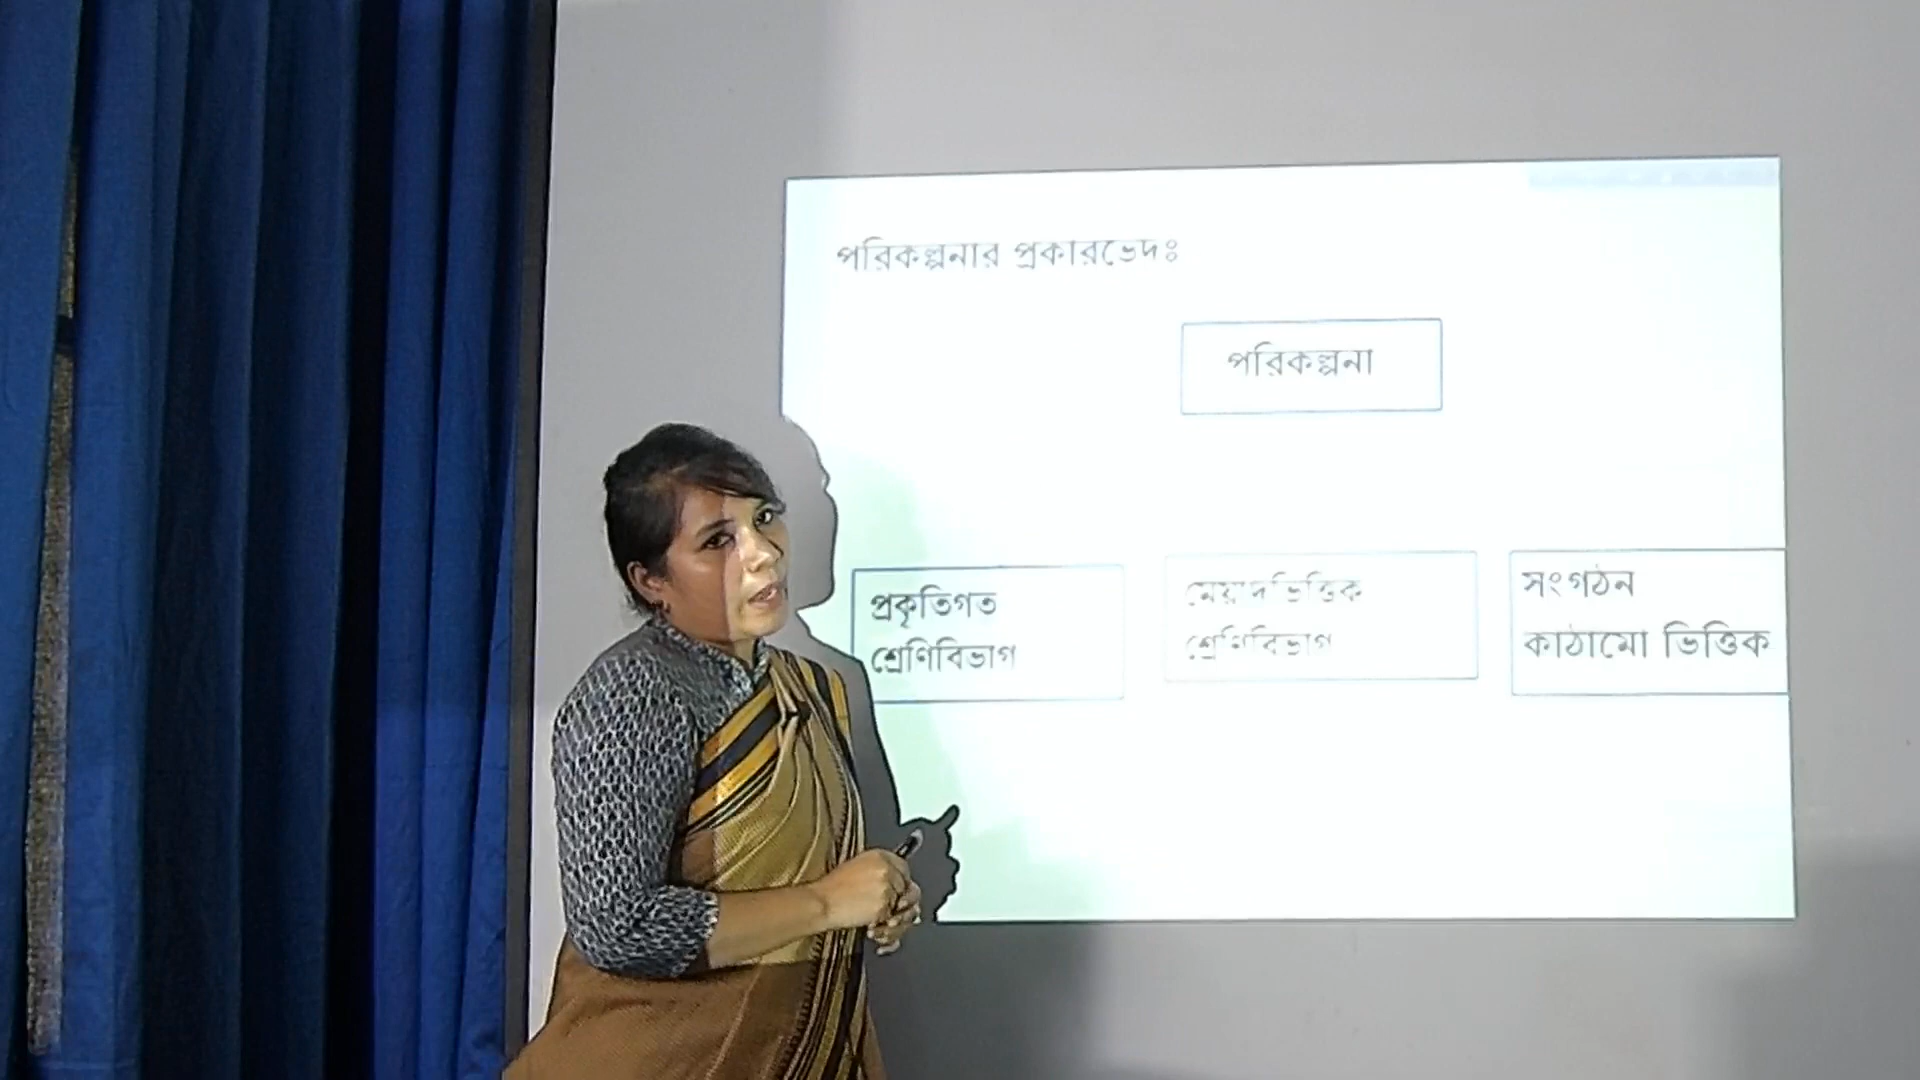 পরিকল্পনার প্রকারভেদঃ
পরিকল্পনা
প্রকৃতিগত
শ্রেণিবিভাগ
মেয়াদভিত্তিক
শ্রেণিবিভাগ
সংগঠন
কাঠামো ভিত্তিক